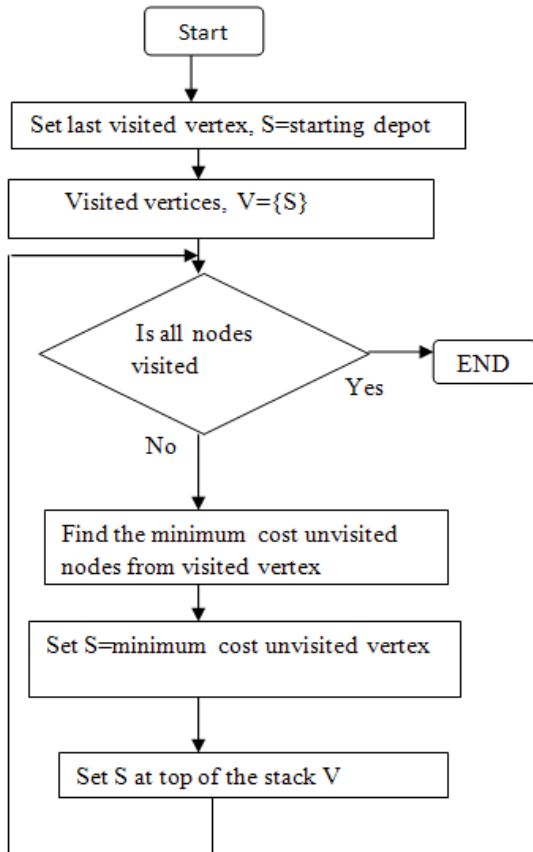 Start
Set last visited vertex, S=starting depot
Visited vertices, V={S}
Is all nodes
visited
END
Yes
No
Find the minimum cost unvisited
nodes from visited vertex
Set S=minimum cost unvisited vertex
Set S at top of the stack V